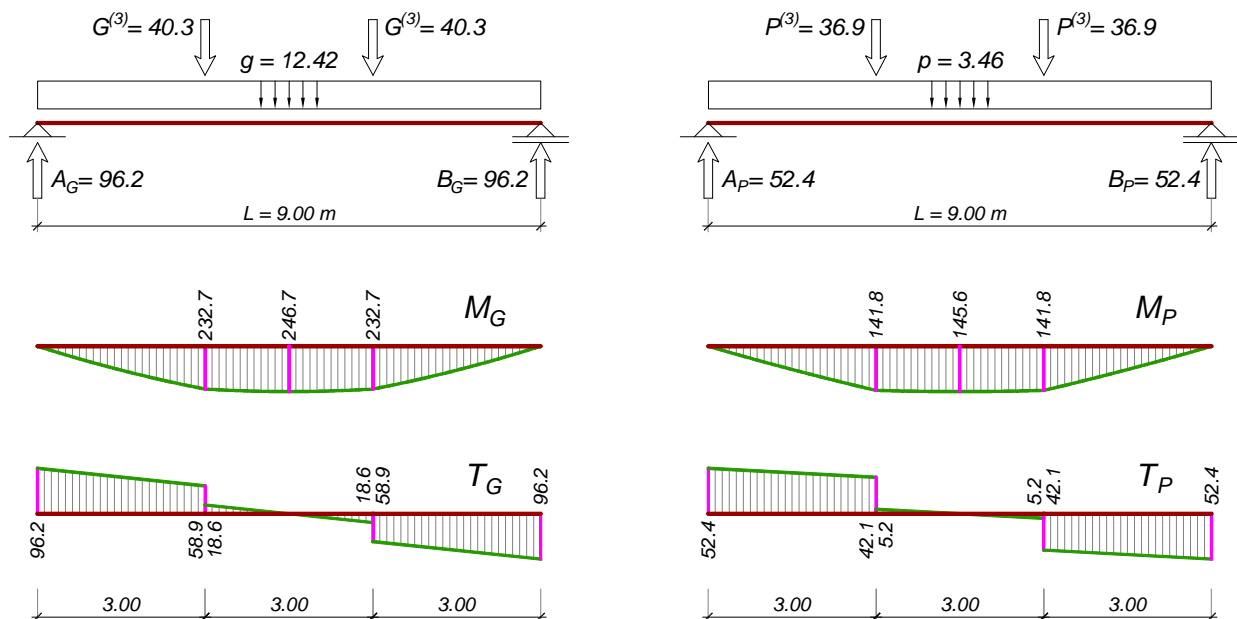 G(3)= 40.3 G(3)= 40.3
g = 12.42
AG= 96.2 BG= 96.2
L = 9.00 m
232.7 246.7 232.7
MG
TG
96.2 58.9 18.6 18.6 58.9 96.2
3.00 3.00 3.00
P(3)= 36.9 P(3)= 36.9
p = 3.46
AP= 52.4 BP= 52.4
L = 9.00 m
141.8 145.6 141.8
MP
TP
52.4 42.1 5.2 5.2 42.1 52.4
3.00 3.00 3.00